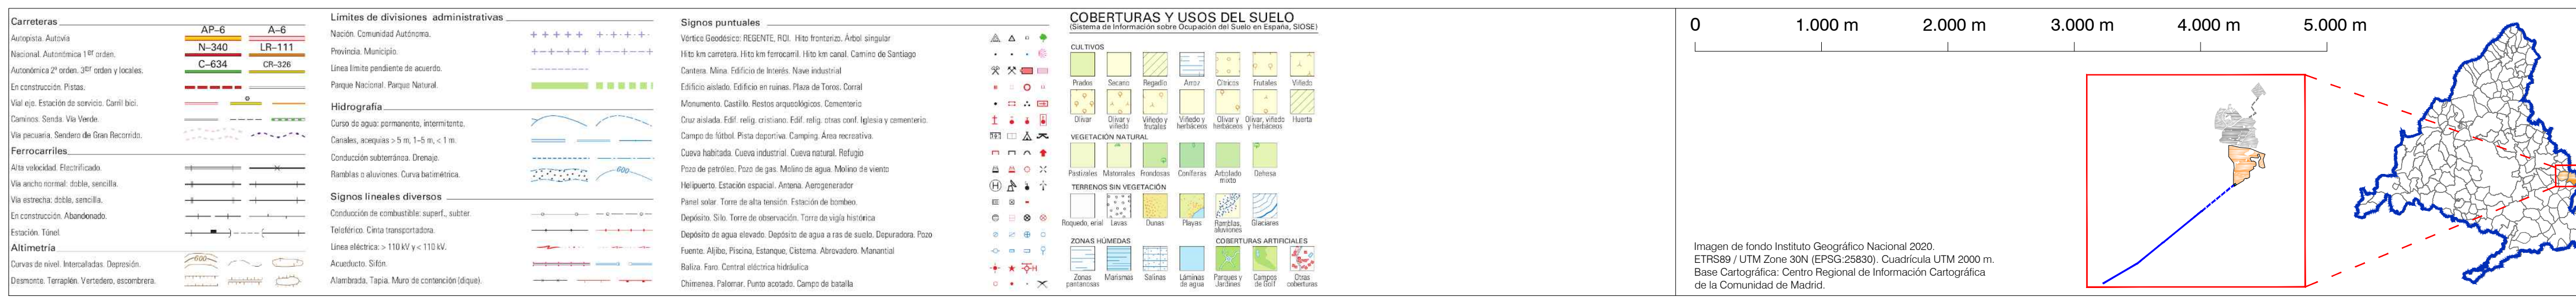 Carreteras
AP-6 A-6
Autopista. Autovía
N-340 LR-111
Nacional. Autonómica 1er orden.
C-634 CR-326
Autonómica 2º orden. 3er orden y locales.
En construcción. Pistas.
Vial eje. Estación de servicio. Carril bici.
Caminos. Senda. Vía Verde.
Vía pecuaria. Sendero de Gran Recorrido.
Ferrocarriles
Alta velocidad. Electrificado.
Vía ancho normal: doble, sencilla.
Vía estrecha: doble, sencilla.
En construcción. Abandonado.
Estación. Túnel.
Altimetría
Curvas de nivel. Intercaladas. Depresión.
600
Desmonte. Terraplén. Vertedero, escombrera.
Límites de divisiones administrativas
Nación. Comunidad Autónoma.
Provincia. Municipio.
Línea límite pendiente de acuerdo.
Parque Nacional. Parque Natural.
Hidrografía
Curso de agua: permanente, intermitente.
Canales, acequias > 5 m, 1-5 m, < 1 m.
Conducción subterránea. Drenaje.
Ramblas o aluviones. Curva batimétrica.
600
Signos lineales diversos
Conducción de combustible: superf., subter.
Teleférico. Cinta transportadora.
Línea eléctrica: > 110 kV y < 110 kV.
Acueducto. Sifón.
Alambrada. Tapia. Muro de contención (dique).
Signos puntuales
Vértice Geodésico: REGENTE, ROI. Hito fronterizo. Árbol singular
Hito km carretera. Hito km ferrocarril. Hito km canal. Camino de Santiago
Cantera. Mina. Edificio de Interés. Nave industrial
Edificio aislado. Edificio en ruinas. Plaza de Toros. Corral
Monumento. Castillo. Restos arqueológicos. Cementerio
Cruz aislada. Edif. relig. cristiano. Edif. relig. otras conf. Iglesia y cementerio.
Campo de fútbol. Pista deportiva. Camping. Área recreativa.
Cueva habitada. Cueva industrial. Cueva natural. Refugio
Pozo de petróleo. Pozo de gas. Molino de agua. Molino de viento
Helipuerto. Estación espacial. Antena. Aerogenerador
H
Panel solar. Torre de alta tensión. Estación de bombeo.
Depósito. Silo. Torre de observación. Torre de vigía histórica
Depósito de agua elevado. Depósito de agua a ras de suelo. Depuradora. Pozo
Fuente. Aljibe, Piscina, Estanque, Cisterna. Abrevadero. Manantial
Baliza. Faro. Central eléctrica hidráulica
Chimenea. Palomar. Punto acotado. Campo de batalla
COBERTURAS Y USOS DEL SUELO
(Sistema de Información sobre Ocupación del Suelo en España, SIOSE)
CULTIVOS
Prados Secano Regadío Arroz Cítricos Frutales Viñedo
Olivar Olivar y viñedo Viñedo y frutales Viñedo y herbáceos Olivar y herbáceos Olivar, viñedo y herbáceos Huerta
VEGETACIÓN NATURAL
Pastizales Matorrales Frondosas Coníferas Arbolado mixto Dehesa
TERRENOS SIN VEGETACIÓN
Roquedo, erial Lavas Dunas Playas Ramblas, aluviones Glaciares
ZONAS HÚMEDAS COBERTURAS ARTIFICIALES
Zonas pantanosas Marismas Salinas Láminas de agua Parques y Jardines Campos de Golf Otras coberturas
0 1.000 m 2.000 m 3.000 m 4.000 m 5.000 m
Imagen de fondo Instituto Geográfico Nacional 2020.
ETRS89 / UTM Zone 30N (EPSG:25830). Cuadrícula UTM 2000 m.
Base Cartográfica: Centro Regional de Información Cartográfica
de la Comunidad de Madrid.